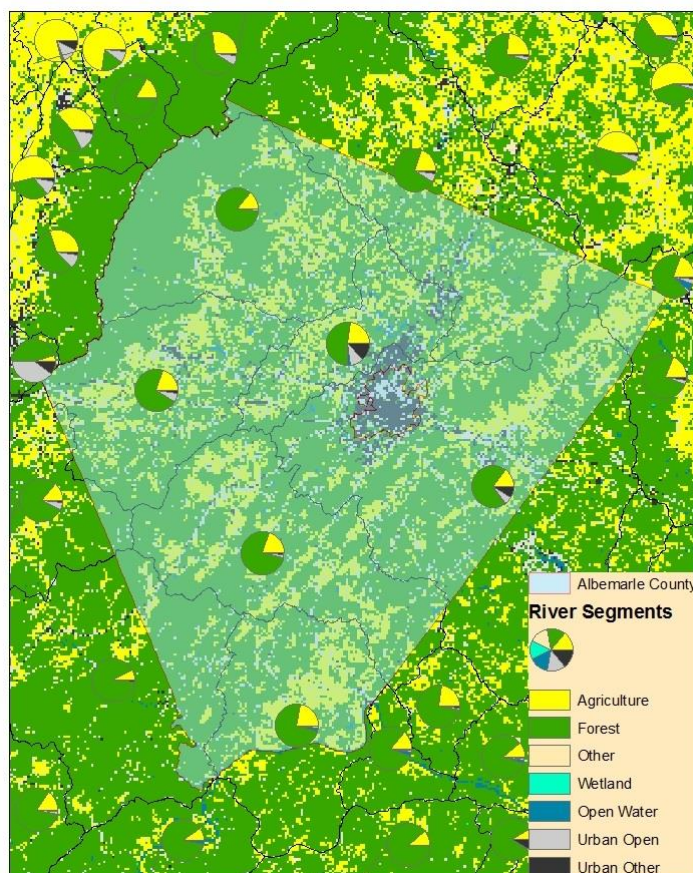 Albemarle County
River Segments
Agriculture
Forest
Other
Wetland
Open Water
Urban Open
Urban Other